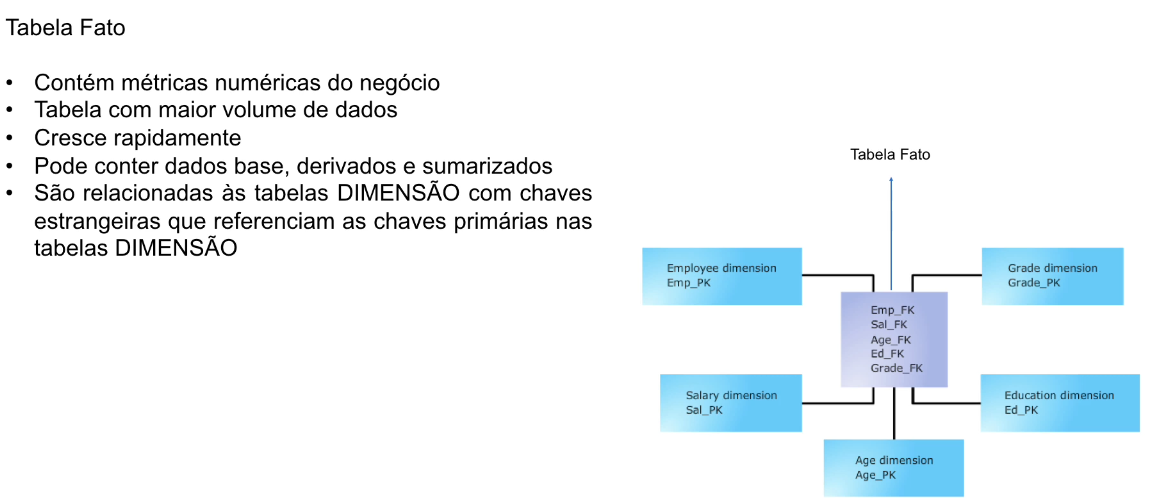 Tabela Fato
• Contém métricas numéricas do negócio
• Tabela com maior volume de dados
• Cresce rapidamente
• Pode conter dados base, derivados e sumarizados
• São relacionadas às tabelas DIMENSÃO com chaves
estrangeiras que referenciam as chaves primárias nas
tabelas DIMENSÃO
Tabela Fato
Employee dimension
Emp_PK
Grade dimension
Grade_PK
Emp_FK
Sal_FK
Age_FK
Ed_FK
Grade_FK
Salary dimension
Sal_PK
Education dimension
Ed_PK
Age dimension
Age_PK